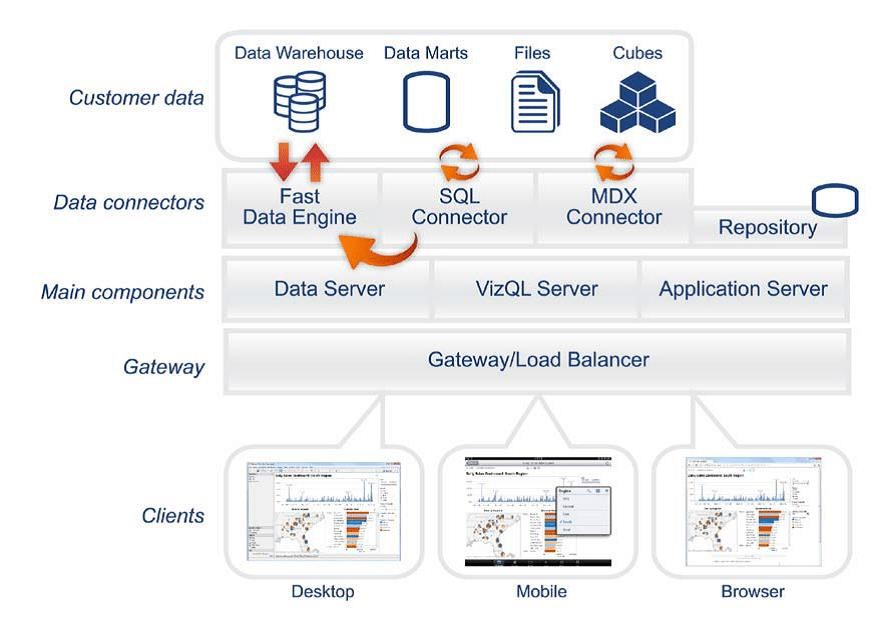 Data Warehouse
Data Marts
Files
Cubes
Customer data
Data connectors
Fast
Data Engine
SQL
Connector
MDX
Connector
Repository
Main components
Data Server
VizQL Server
Application Server
Gateway
Gateway/Load Balancer
Clients
Desktop
Mobile
Browser